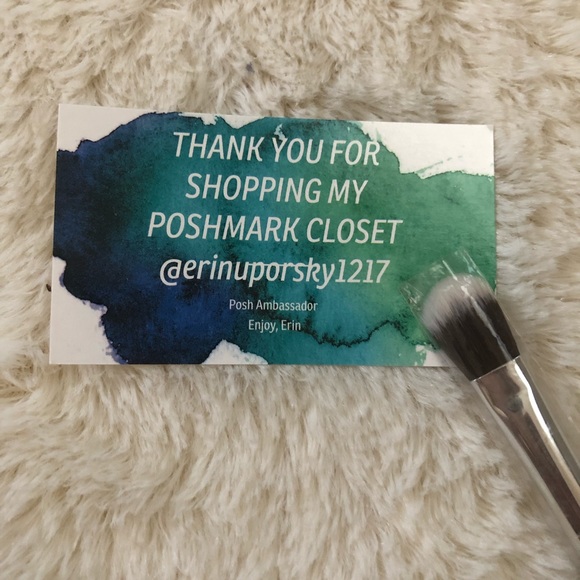 THANK YOU FOR
SHOPPING MY
POSHMARK CLOSET
@erinuporsky1217
Posh Ambassador
Enjoy, Erin